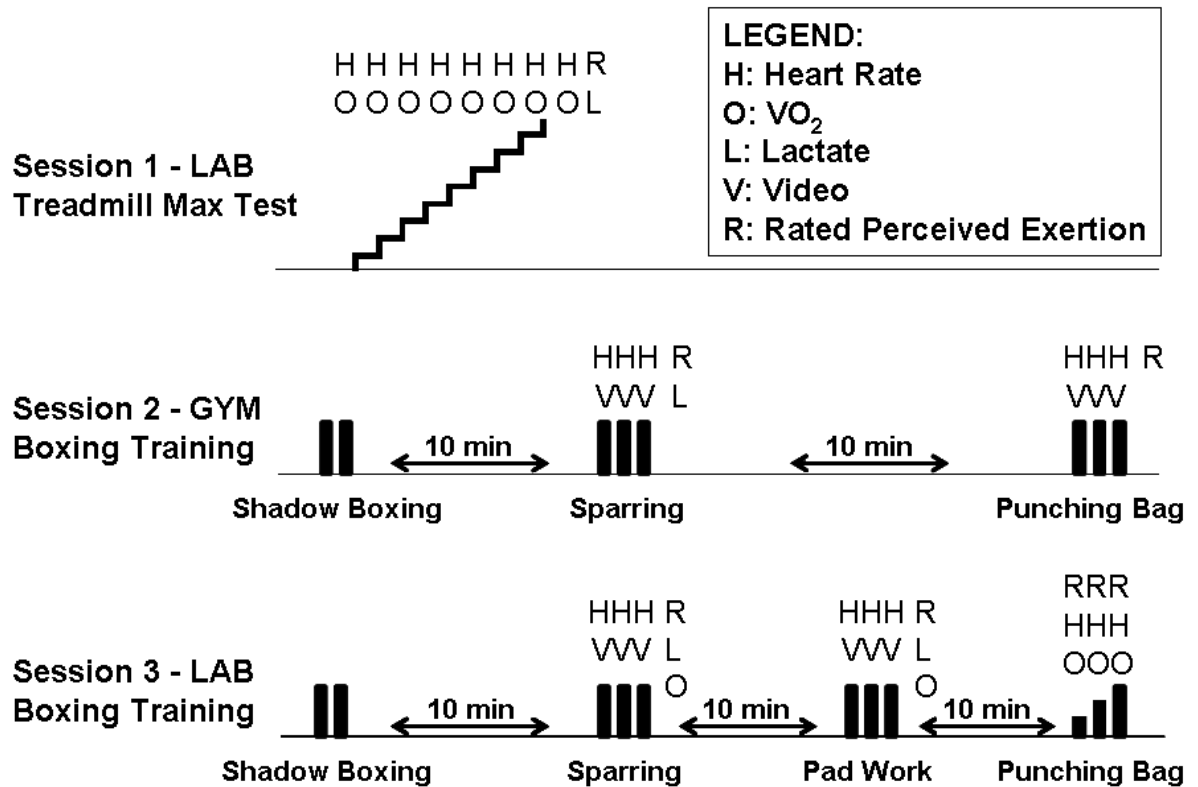 LEGEND:
H: Heart Rate
O: VO2
L: Lactate
V: Video
R: Rated Perceived Exertion
H H H H H H H H R
O O O O O O O O L
Session 1 - LAB
Treadmill Max Test
HHH R
VVV L
HHH R
VVV
Session 2 - GYM
Boxing Training
10 min
10 min
Shadow Boxing
Sparring
Punching Bag
HHH R
VVV L
O
HHH R
VVV L
O
RRR
HHH
OOO
Session 3 - LAB
Boxing Training
10 min
10 min
10 min
Shadow Boxing
Sparring
Pad Work
Punching Bag